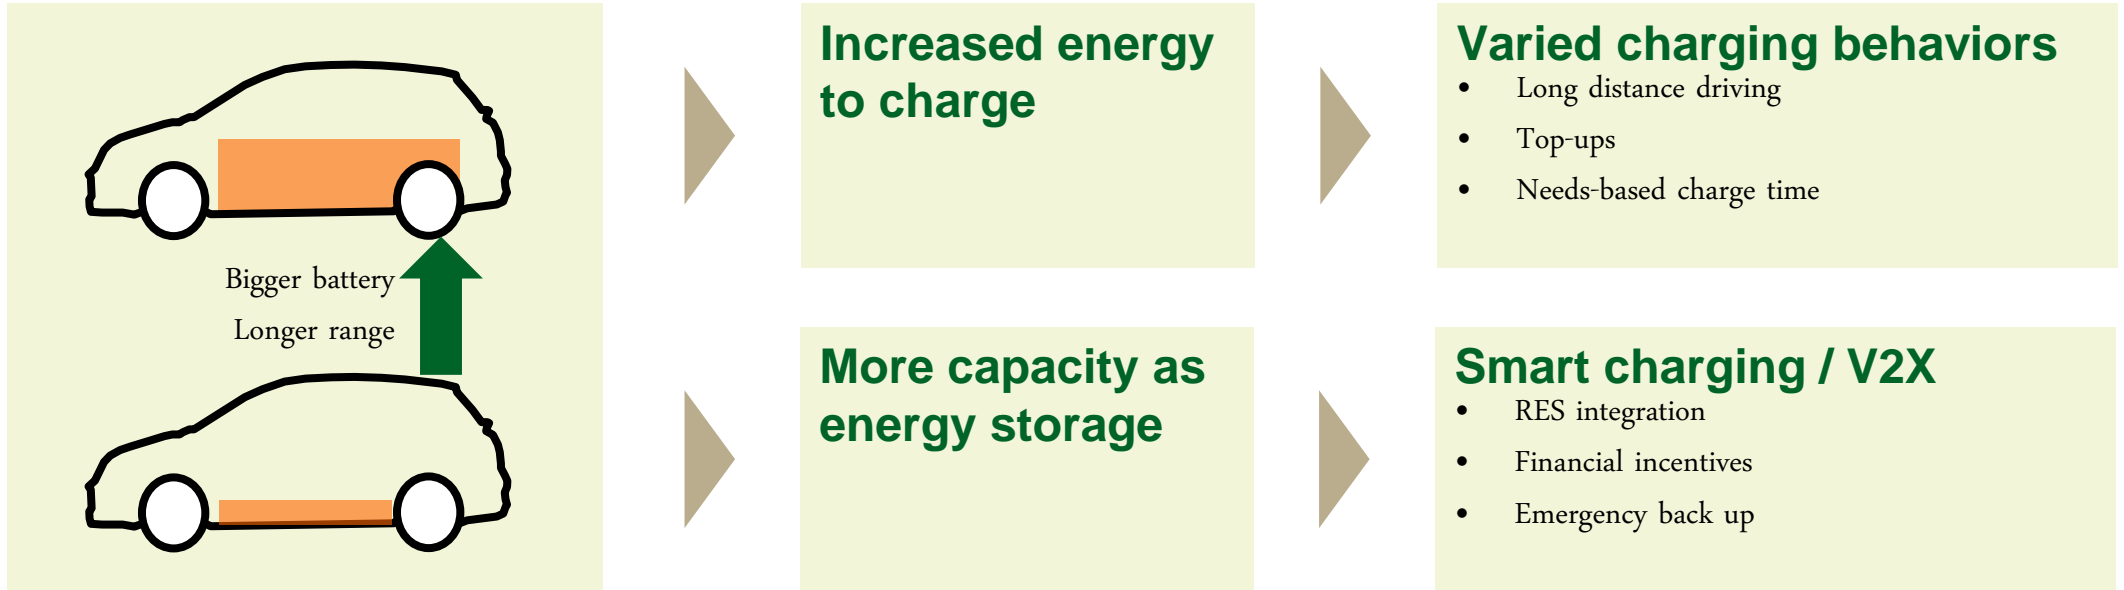 Bigger battery
Longer range
Increased energy
to charge
Varied charging behaviors
• Long distance driving
• Top-ups
• Needs-based charge time
More capacity as
energy storage
Smart charging / V2X
• RES integration
• Financial incentives
• Emergency back up